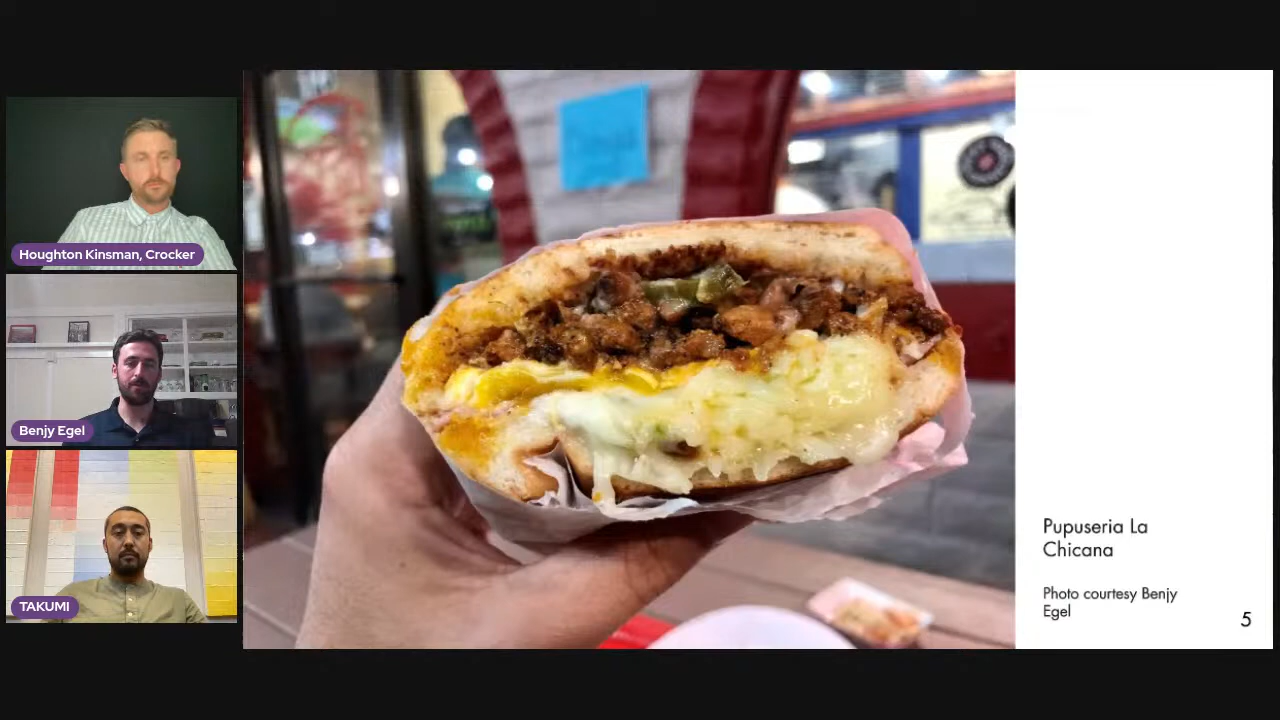 Houghton Kinsman, Crocker
Benjy Egel
TAKUMI
Pupuseria La
Chicana
Photo courtesy Benjy
Egel
5